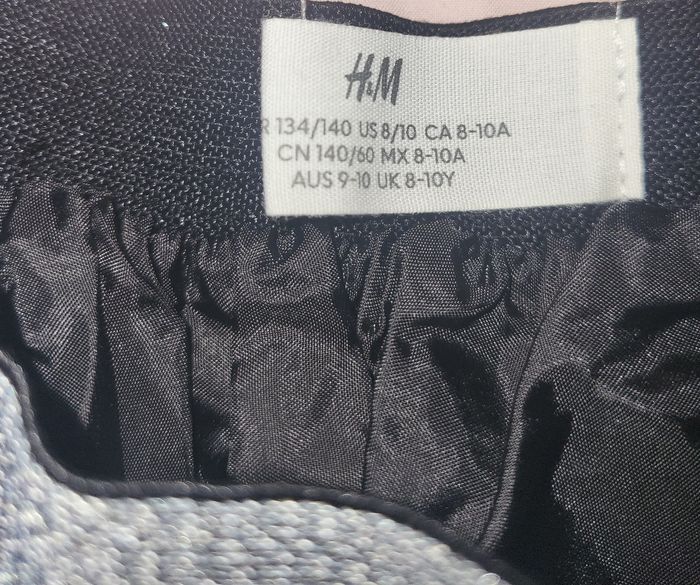 H&M
134/140 US 8/10 CA 8-10A
CN 140/60 MX 8-10A
AUS 9-10 UK 8-10Y